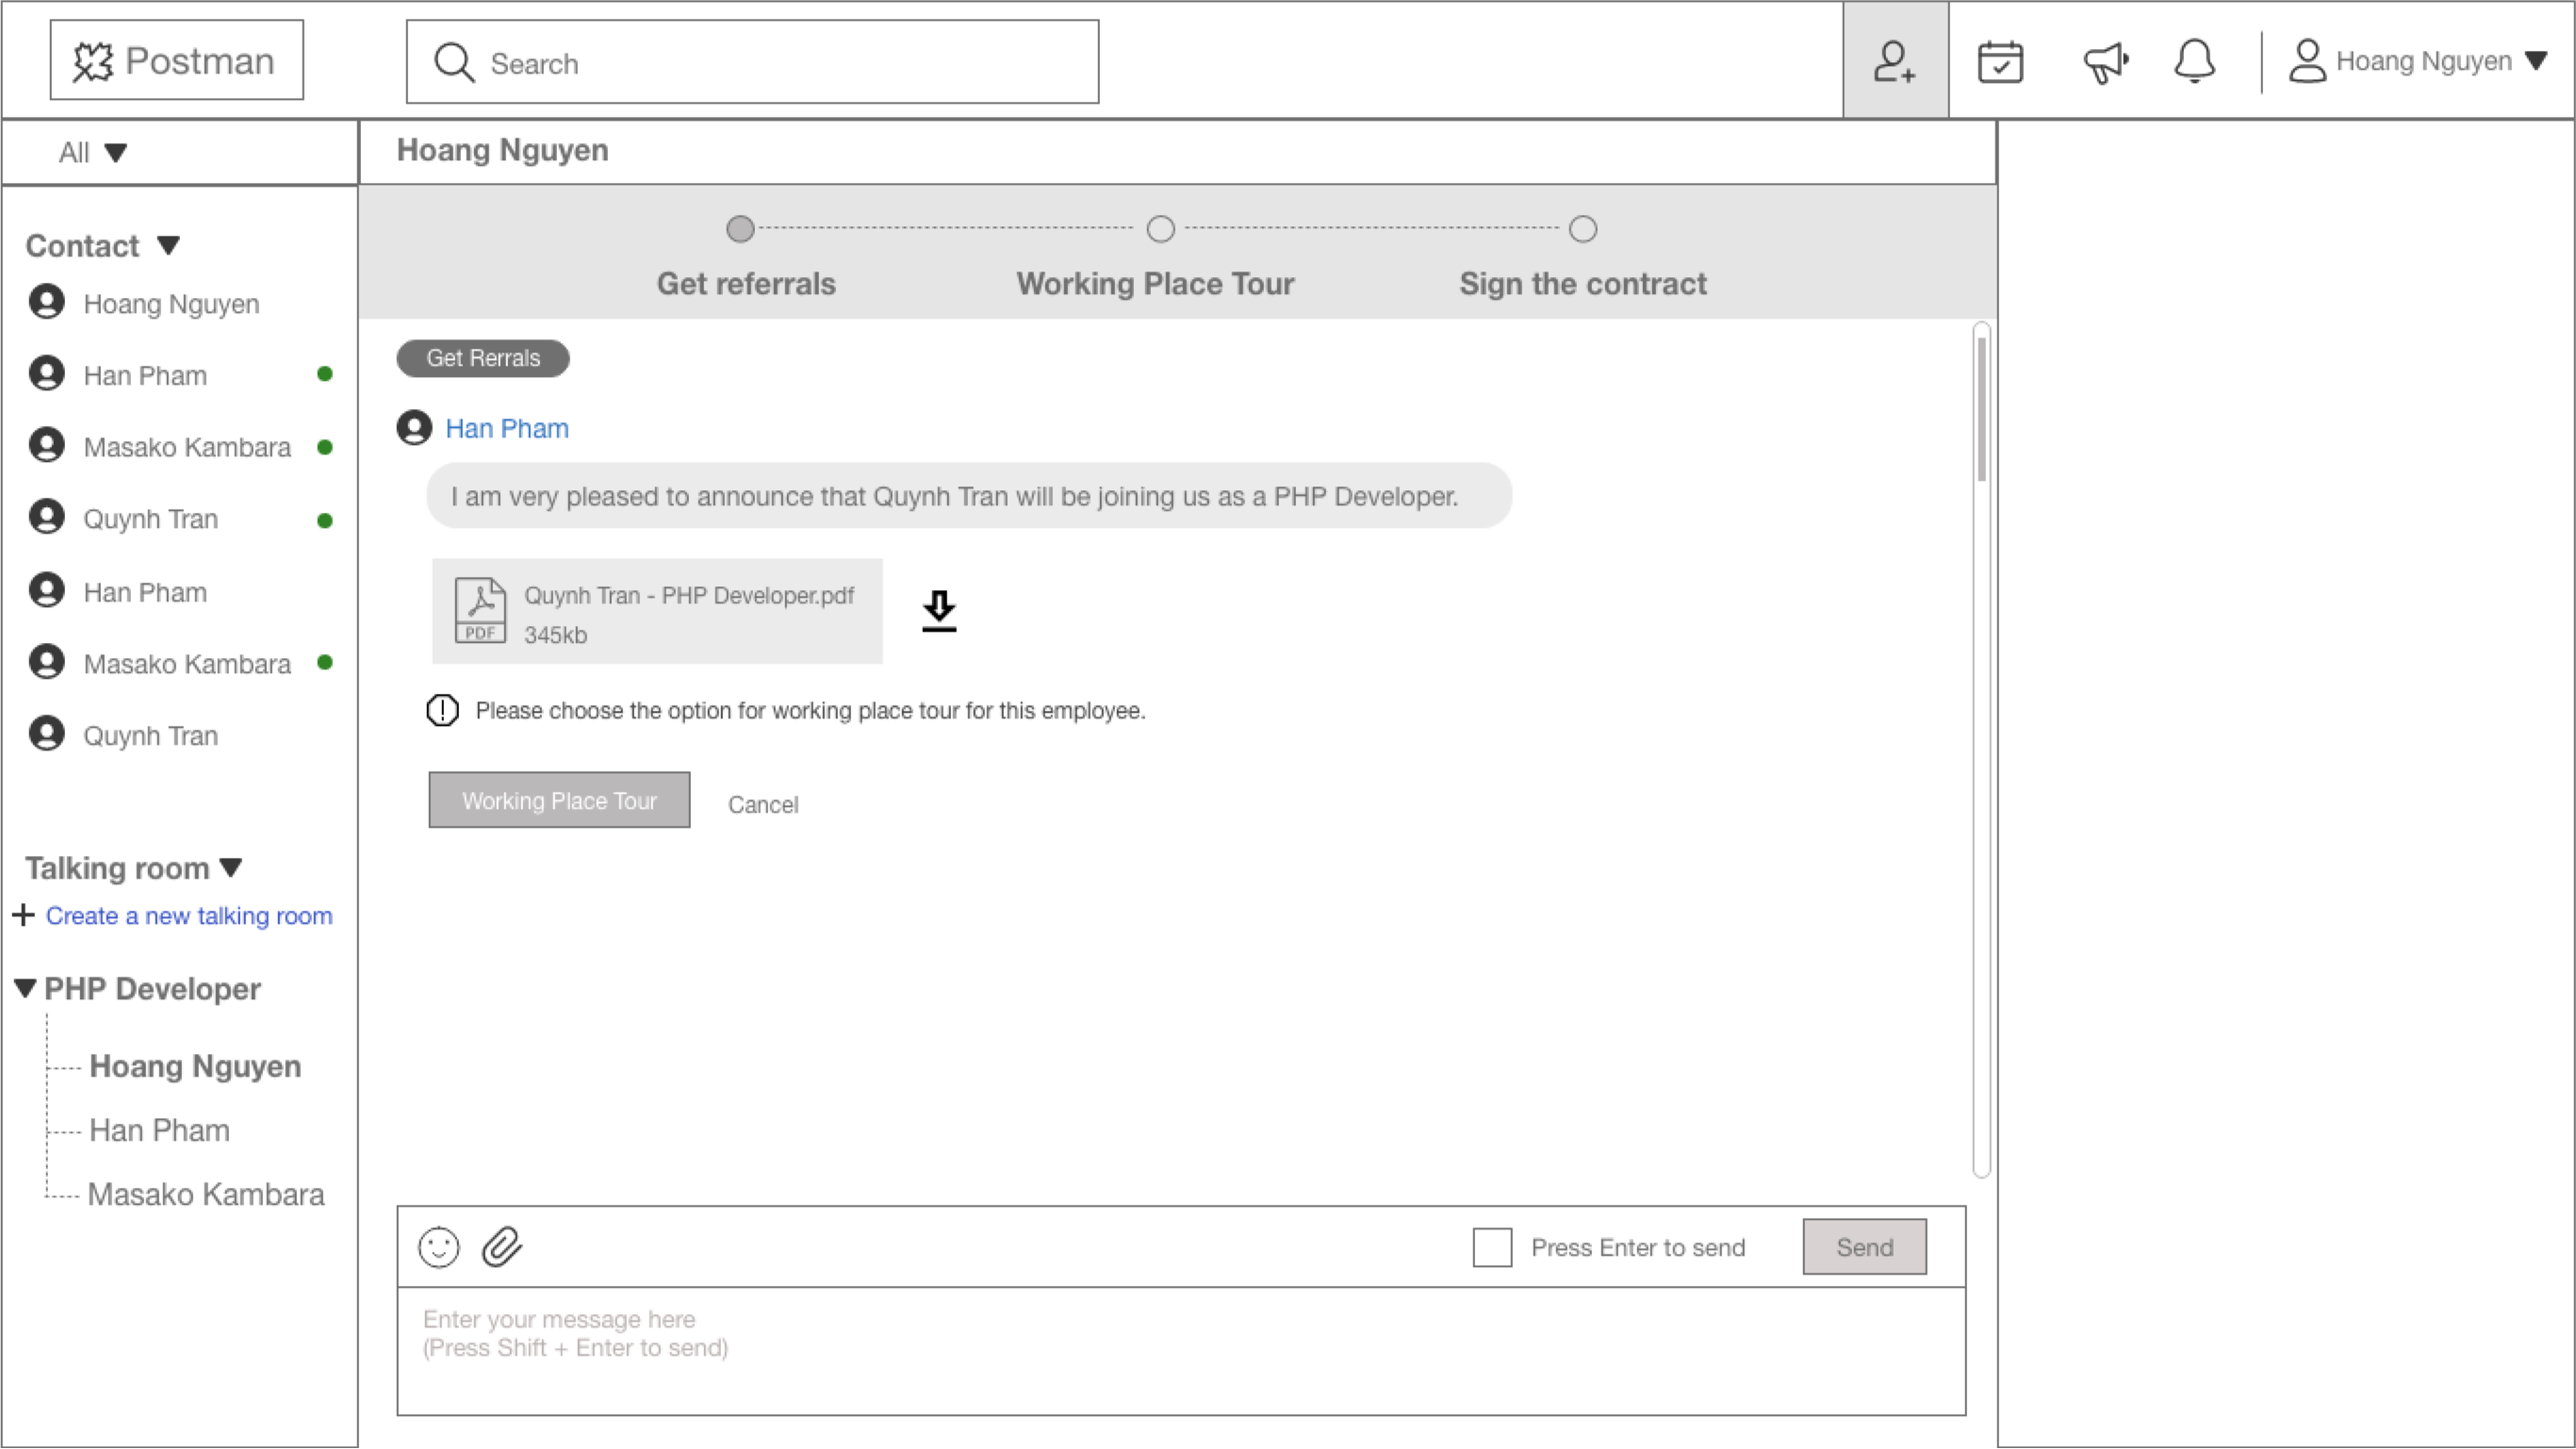 Postman
Search
Hoang Nguyen
All
Hoang Nguyen
Contact
Hoang Nguyen
Han Pham
Masako Kambara
Quynh Tran
Han Pham
Masako Kambara
Quynh Tran
Talking room
Create a new talking room
PHP Developer
Hoang Nguyen
Han Pham
Masako Kambara
Get referrals
Working Place Tour
Sign the contract
Get Rerrals
Han Pham
I am very pleased to announce that Quynh Tran will be joining us as a PHP Developer.
PDF
Quynh Tran - PHP Developer.pdf
345kb
Please choose the option for working place tour for this employee.
Working Place Tour
Cancel
Press Enter to send
Send
Enter your message here
(Press Shift + Enter to send)